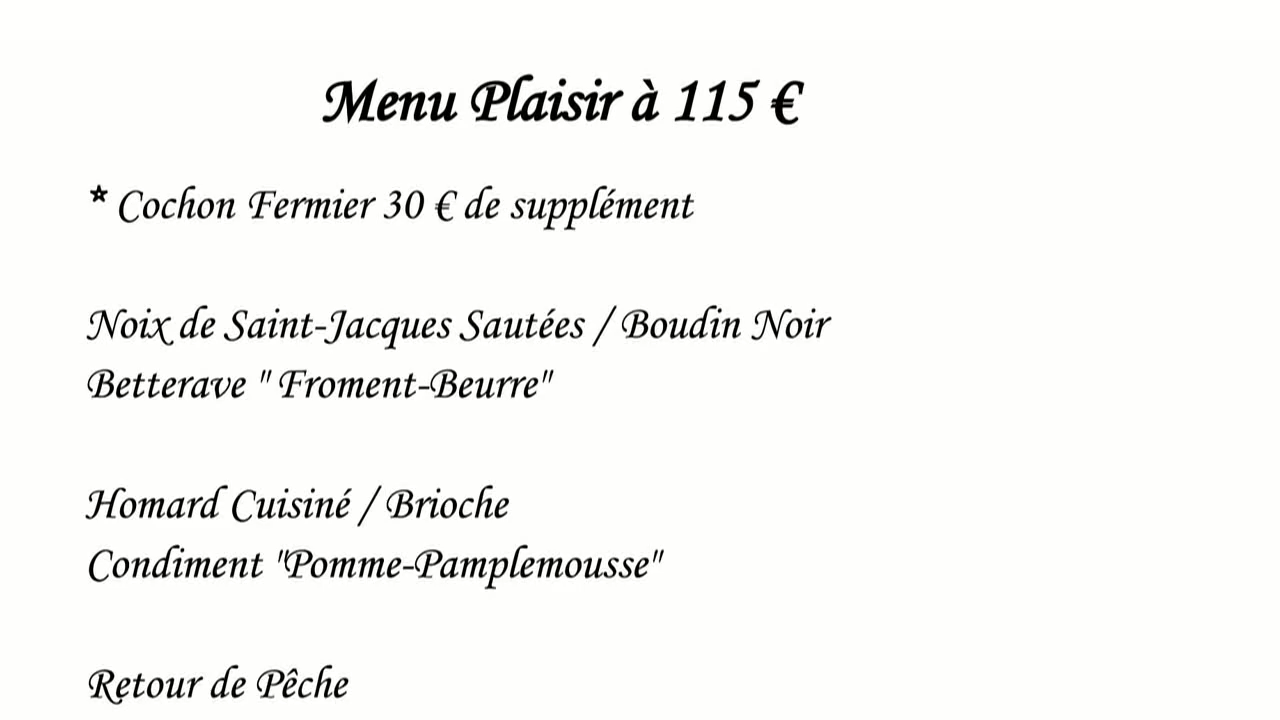 Menu Plaisir à 115 €
* Cochon Fermier 30 € de supplément
Noix de Saint-Jacques Sautées / Boudin Noir
Betterave " Froment-Beurre"
Homard Cuisiné / Brioche
Condiment "Pomme-Pamplemousse"
Retour de Pêche